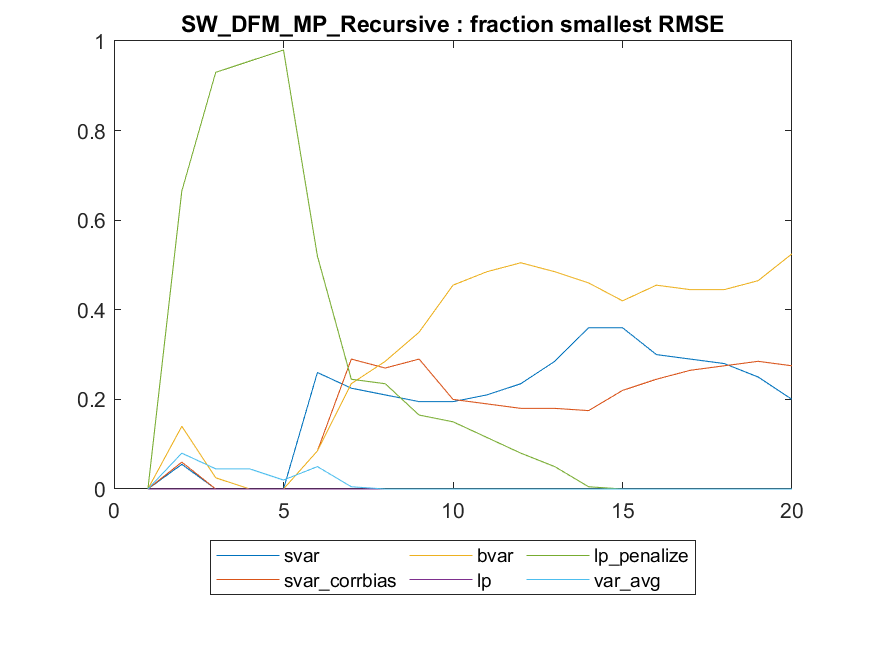 SW_DFM_MP_Recursive : fraction smallest RMSE
1
0.8
0.6
0.4
0.2
0
0 5 10 15 20
svar bvar lp_penalize
svar_corrbias lp var_avg